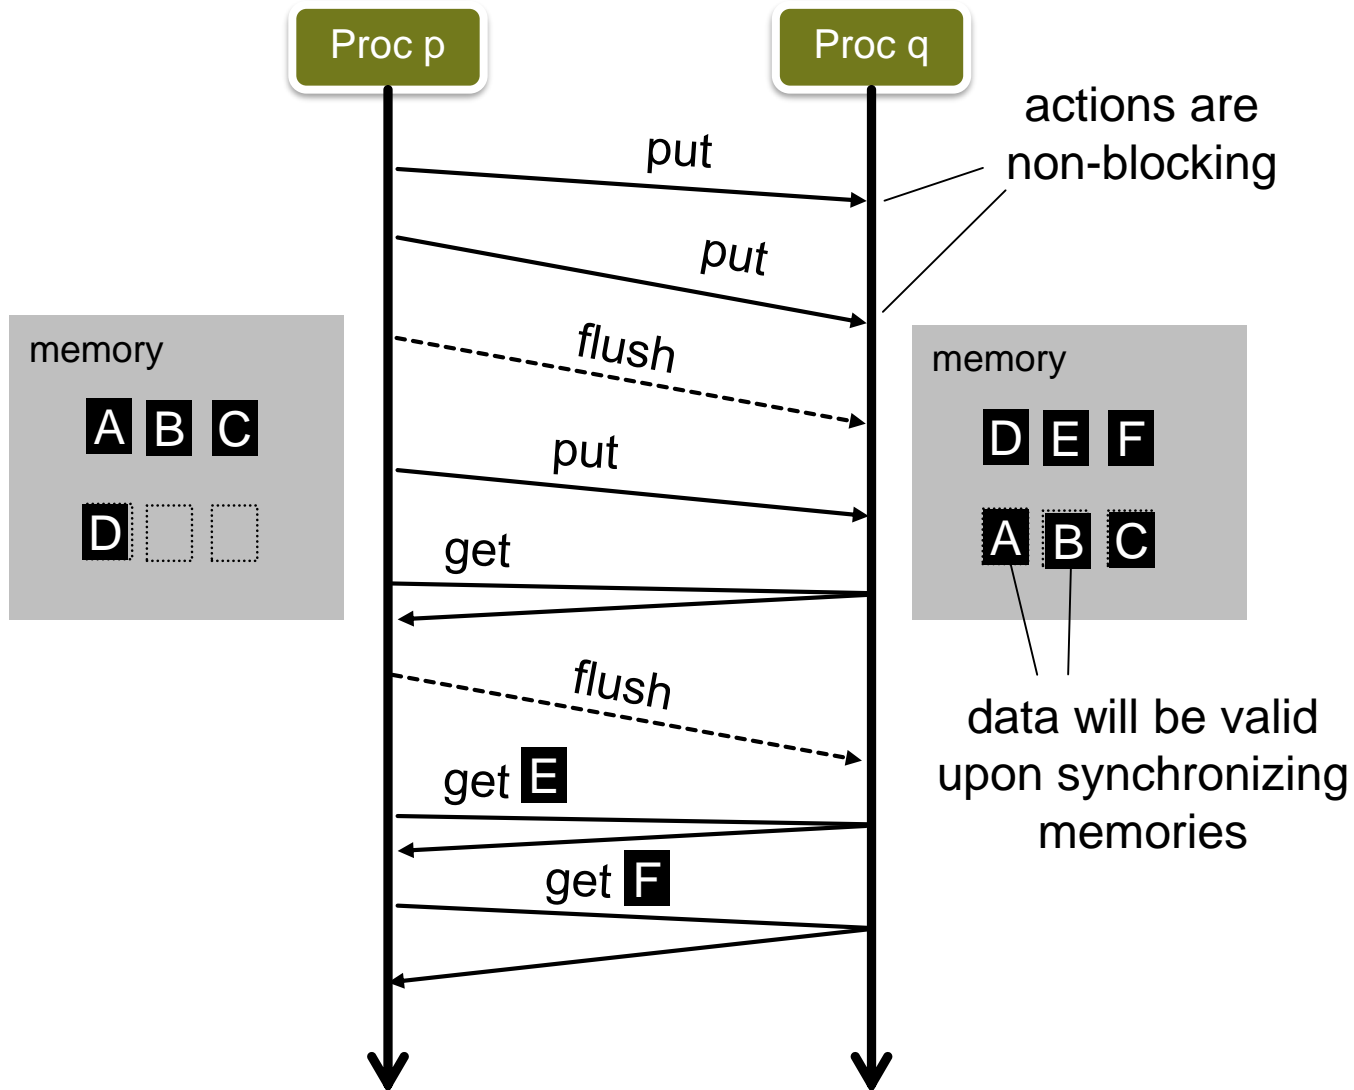 Proc p
Proc q
actions are
non-blocking
put
put
flush
put
get
flush
get E
get F
memory
A B C
D
memory
D E F
A B C
data will be valid
upon synchronizing
memories